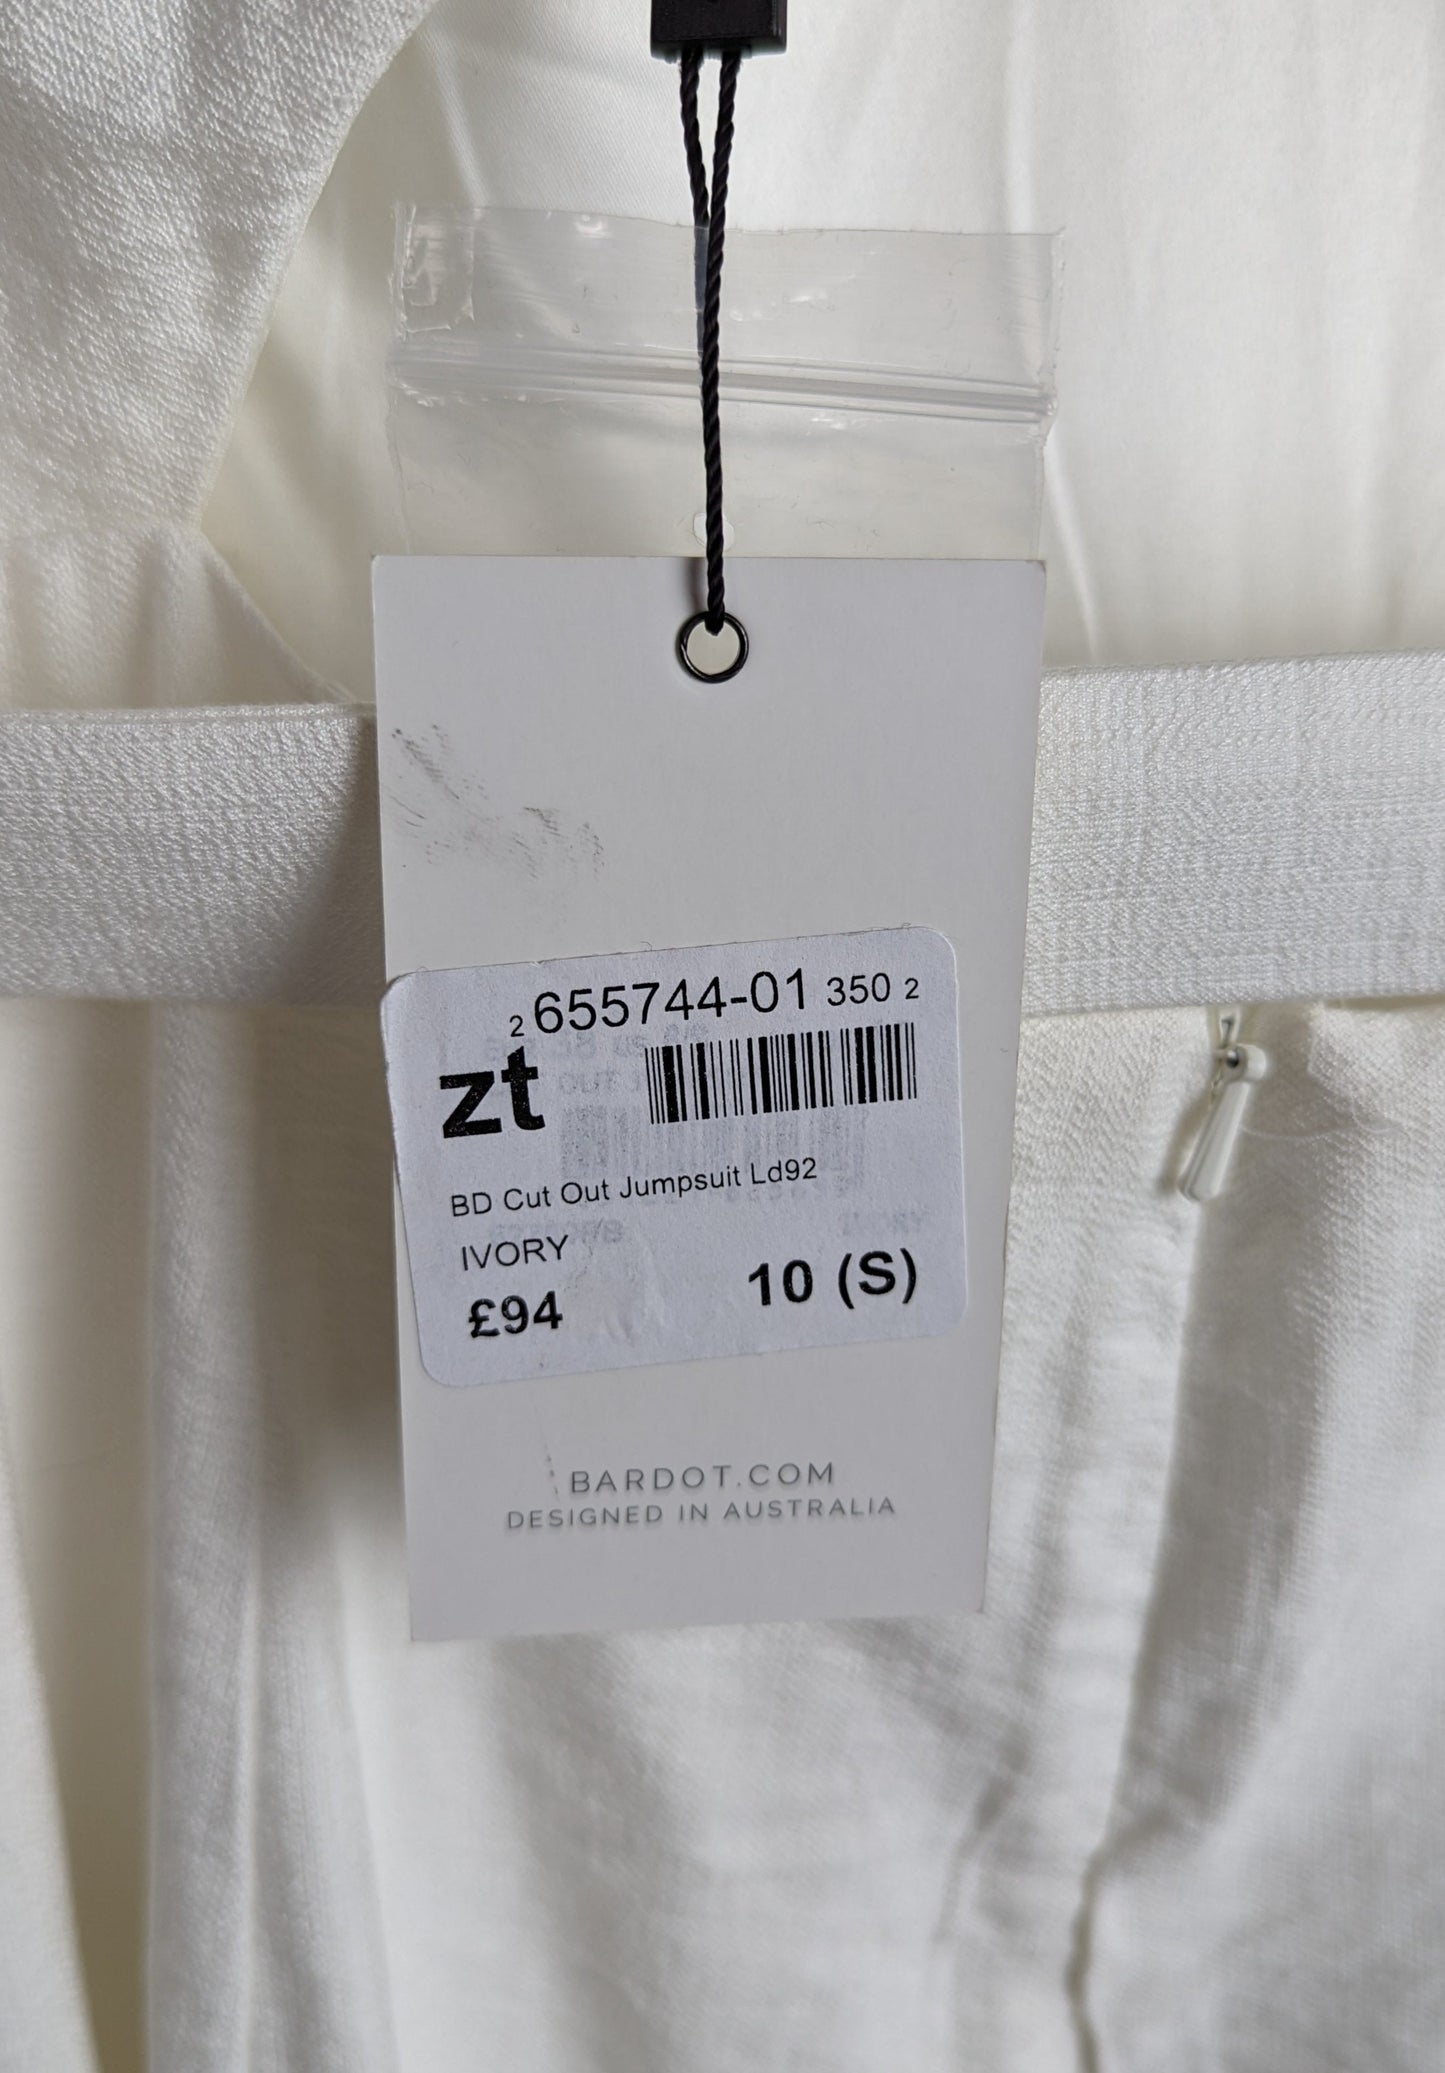 2 655744-01 350 2
zt
BD Cut Out Jumpsuit Ld92
IVORY
£94 10 (S)
BARDOT.COM
DESIGNED IN AUSTRALIA